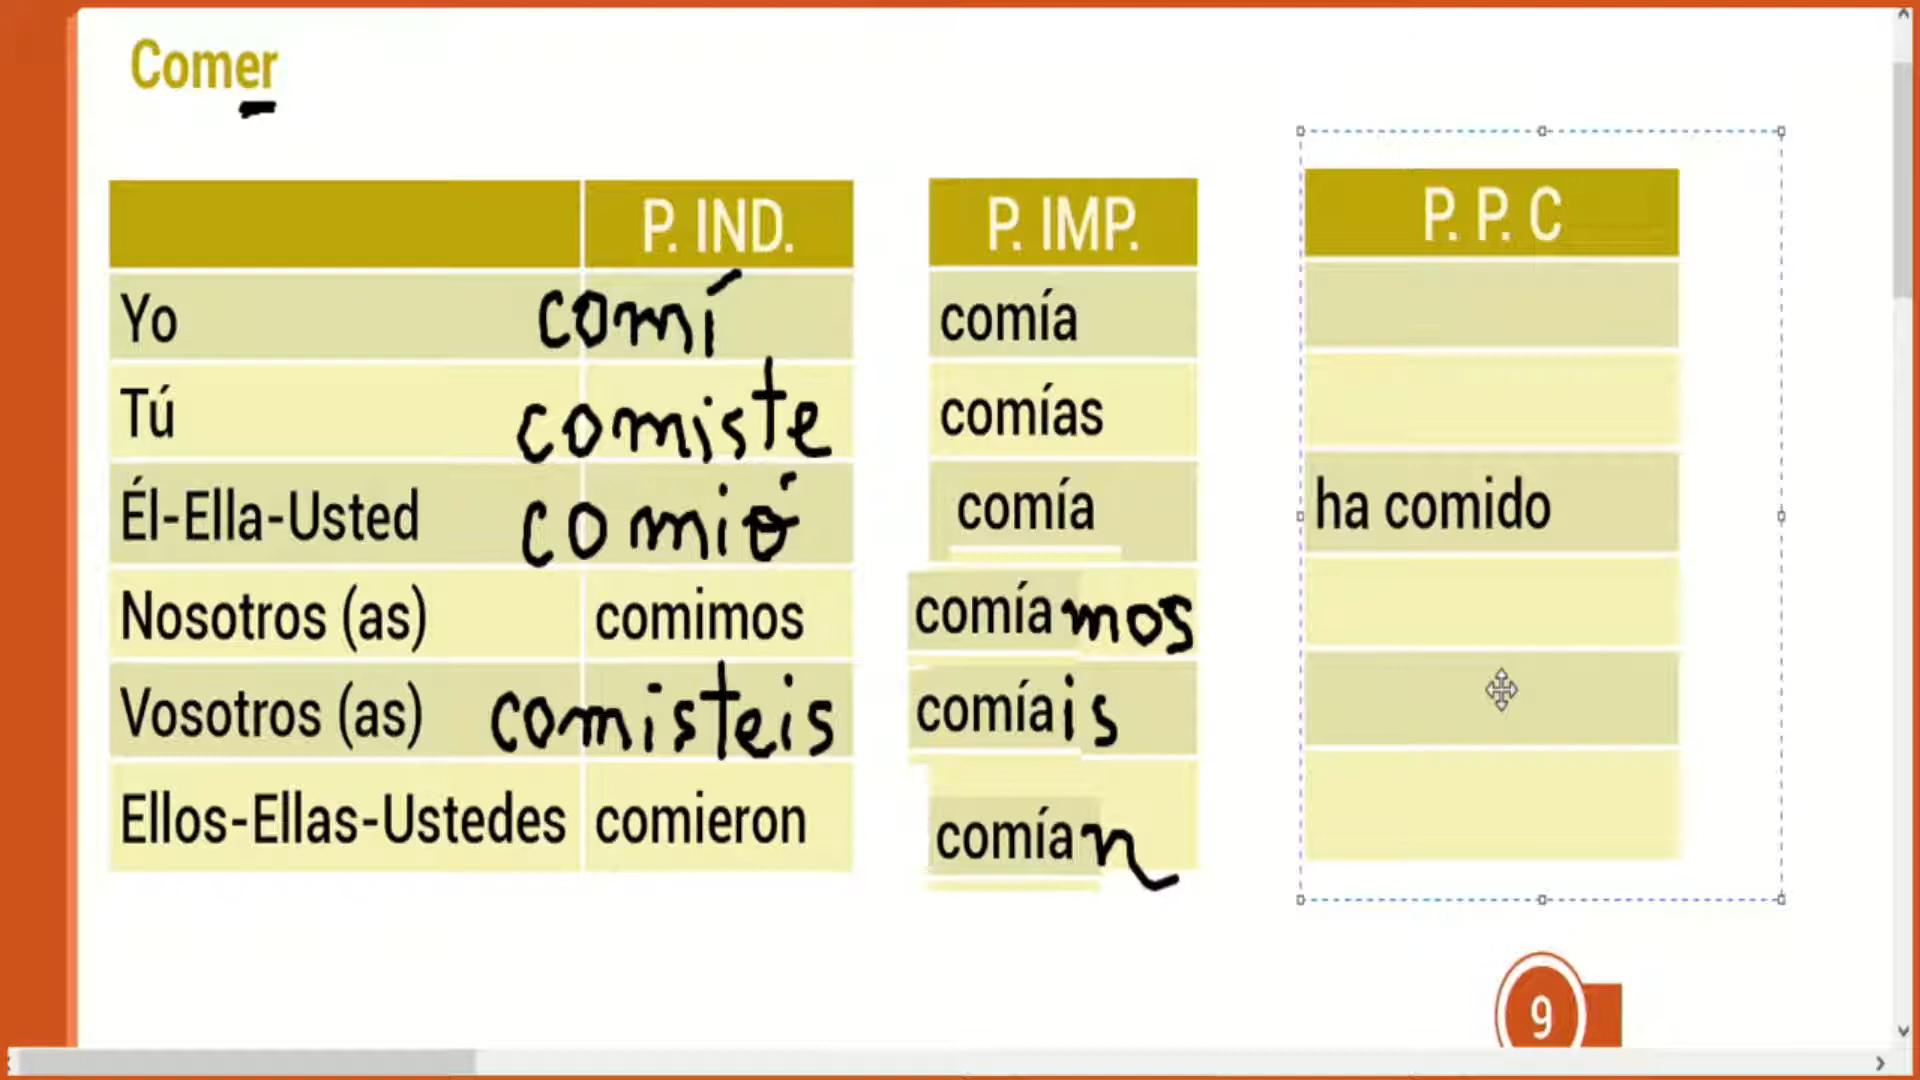 Comer
P. IND. P. IMP. P. P. C
Yo comí comía
Tú comiste comías
Él-Ella-Usted comió comía ha comido
Nosotros (as) comimos comíamos
Vosotros (as) comisteis comíais
Ellos-Ellas-Ustedes comieron comían
9